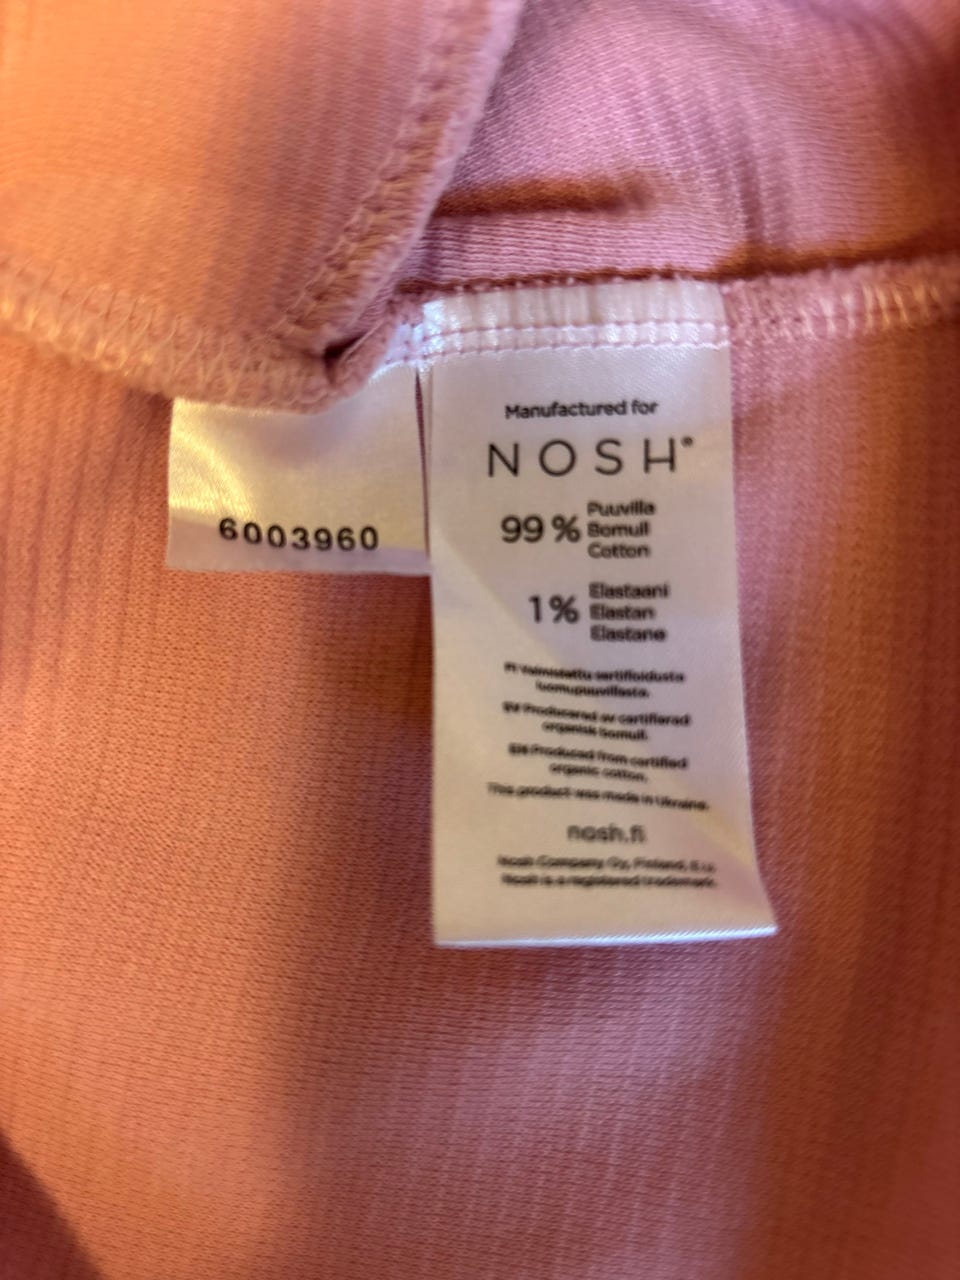 6003960
Manufactured for
NOSH®
99 % Puuvilla
Bomull
Cotton
1 % Elastaani
Elastan
Elastane
FI Valmistettu sertifioidusta
luomupuuvillasta.
SV Producerad av certifierad
organisk bomull.
EN Produced from certified
organic cotton.
This product was made in Ukraine.
nosh.fi
Nosh Company Oy, Finland,
Nosh is a registered trademark.